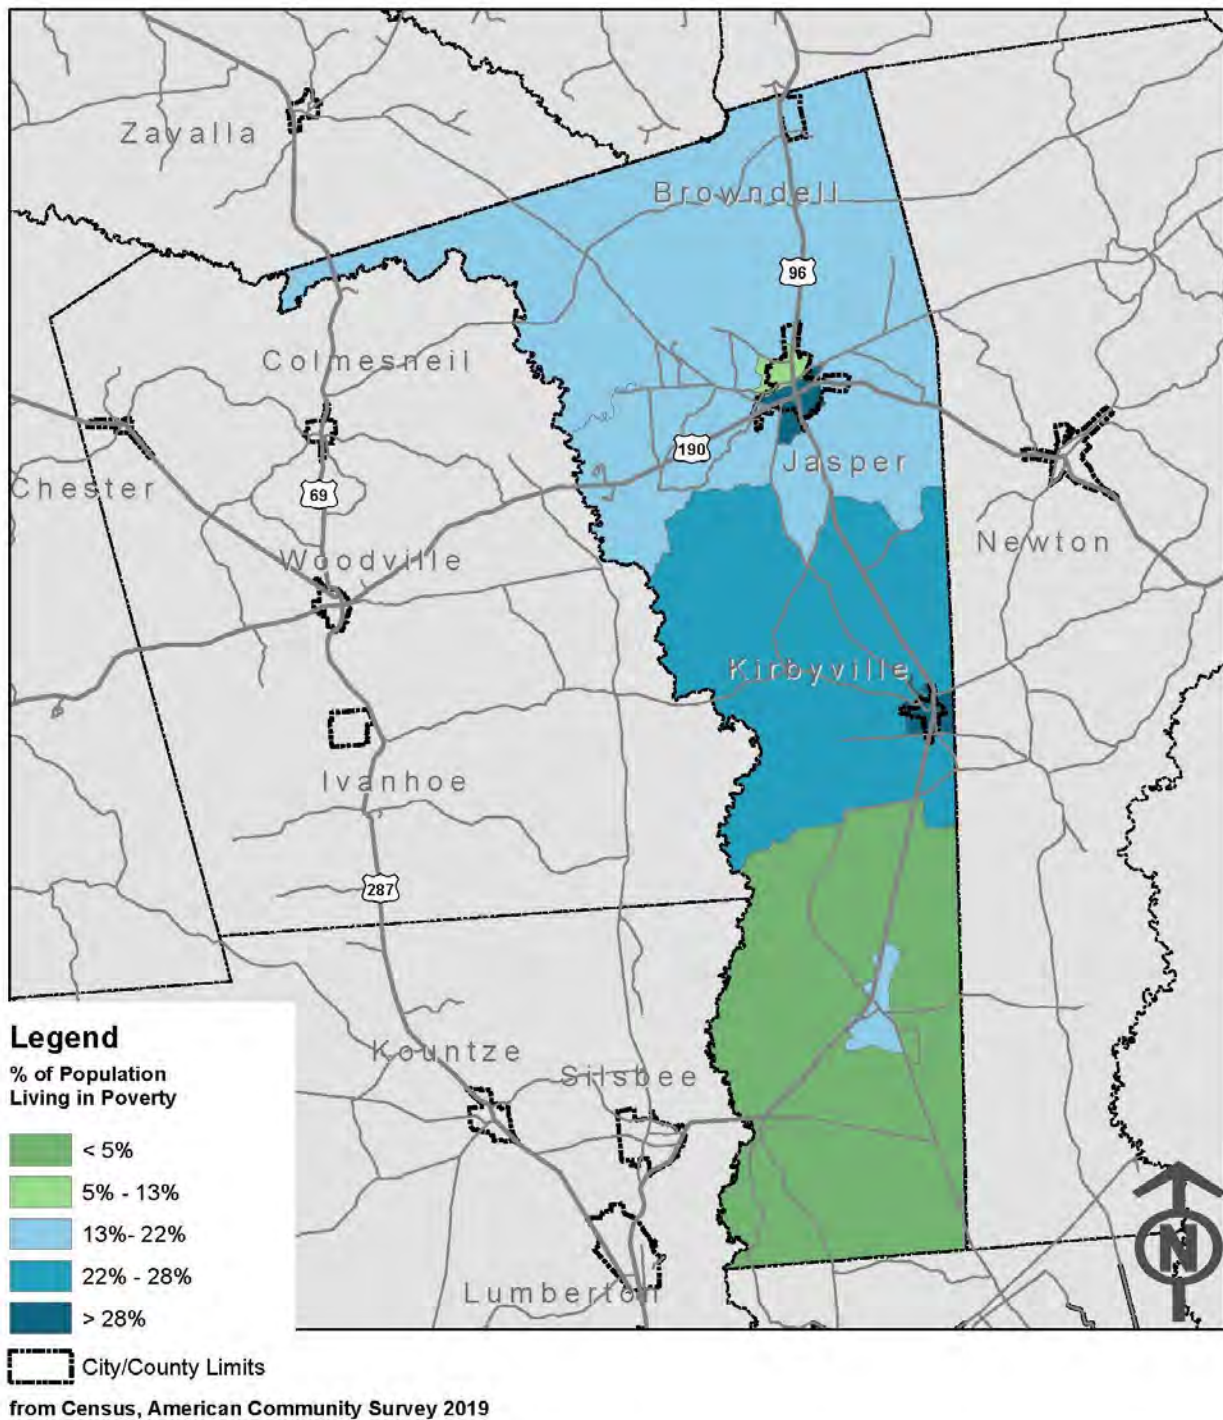 Zavalla
Browndell
96
Colmesneil
190
Jasper
Chester
69
Newton
Woodville
Kirbyville
Ivanhoe
287
Legend
% of Population
Living in Poverty
Kountze
Silsbee
< 5%
5% - 13%
13%- 22%
22% - 28%
> 28%
N
Lumberton
City/County Limits
from Census, American Community Survey 2019